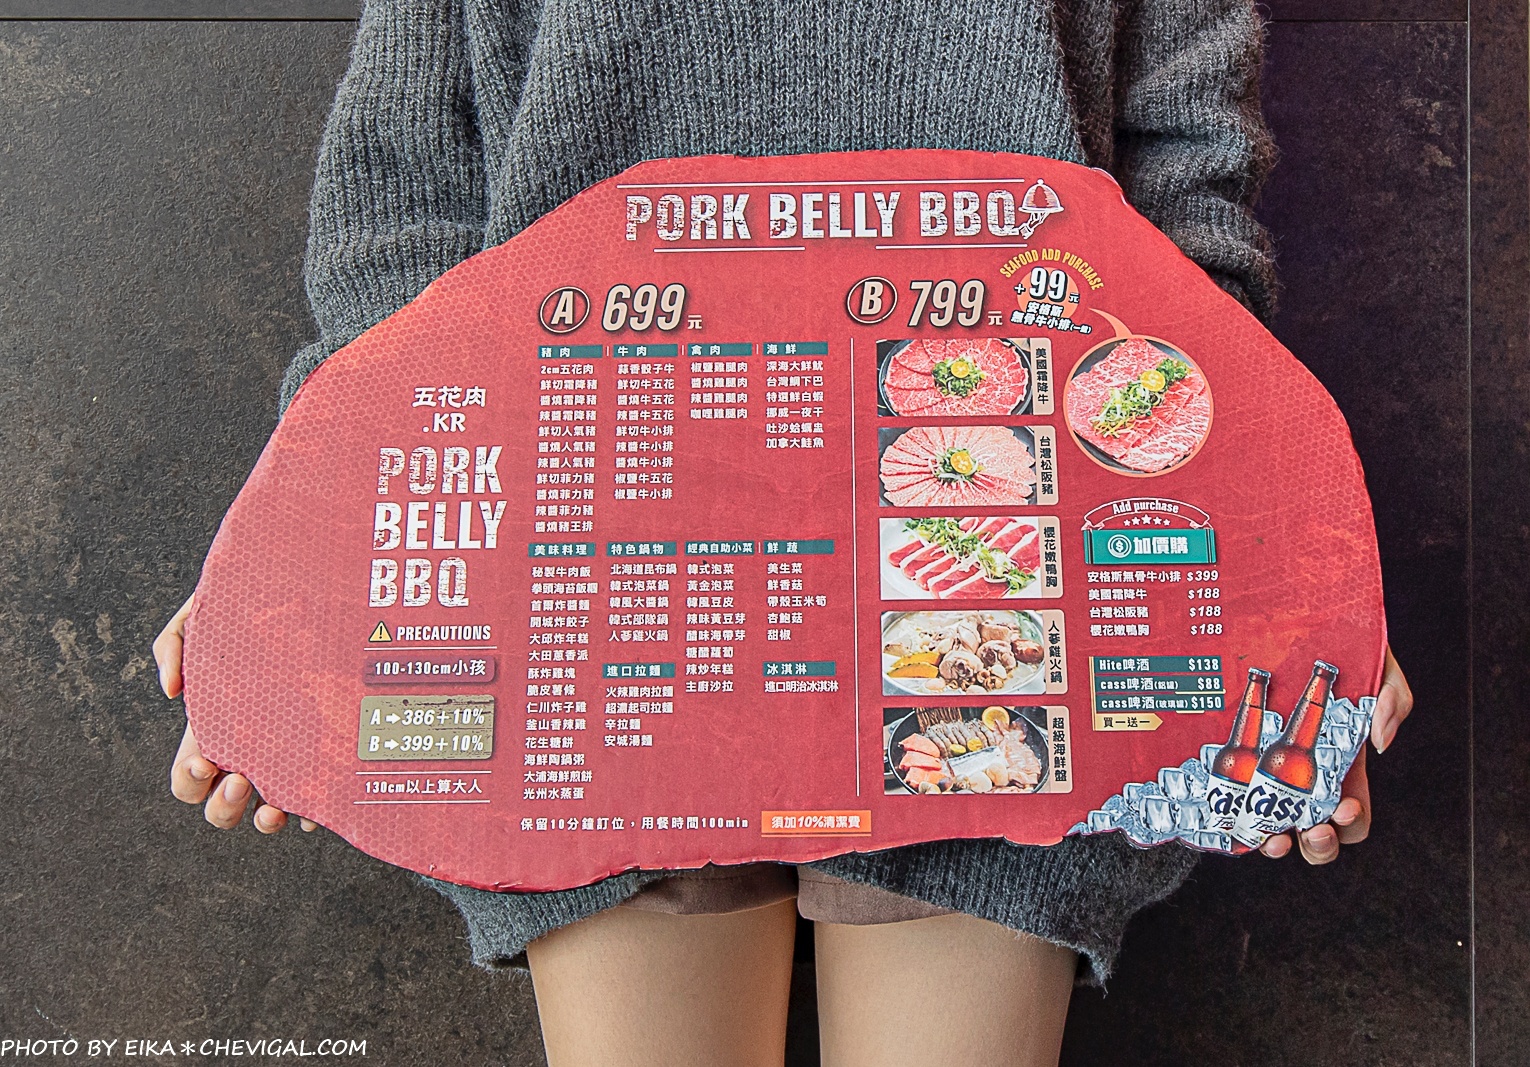 PORK BELLY BBQ
A 699元
B 799元
SEAFOOD ADD PURCHASE
+99元
安格斯
無骨牛小排(一盤)
五花肉
.KR
PORK
BELLY
BBQ
PRECAUTIONS
100-130cm小孩
A➡386+10%
B➡399+10%
130cm以上算大人
豬肉
2cm五花肉
鮮切霜降豬
醬燒霜降豬
辣醬霜降豬
鮮切人氣豬
醬燒人氣豬
辣醬人氣豬
鮮切菲力豬
醬燒菲力豬
辣醬菲力豬
醬燒豬王排
牛肉
蒜香骰子牛
鮮切牛五花
醬燒牛五花
辣醬牛五花
鮮切牛小排
辣醬牛小排
醬燒牛小排
椒鹽牛五花
椒鹽牛小排
禽肉
椒鹽雞腿肉
醬燒雞腿肉
辣醬雞腿肉
咖哩雞腿肉
海鮮
深海大鮮魷
台灣鯛下巴
特選鮮白蝦
挪威一夜干
吐沙蛤蠣盅
加拿大鮭魚
美味料理
秘製牛肉飯
拳頭海苔飯糰
首爾炸醬麵
開城炸餃子
大邱炸年糕
大田蔥香派
酥炸雞塊
脆皮薯條
仁川炸子雞
釜山香辣雞
花生糖餅
海鮮陶鍋粥
大浦海鮮煎餅
光州水蒸蛋
特色鍋物
北海道昆布鍋
韓式泡菜鍋
韓風大醬鍋
韓式部隊鍋
人蔘雞火鍋
進口拉麵
火辣雞肉拉麵
超濃起司拉麵
辛拉麵
安城湯麵
經典自助小菜
韓式泡菜
黃金泡菜
韓風豆皮
辣味黃豆芽
醋味海帶芽
糖醋蘿蔔
辣炒年糕
主廚沙拉
鮮蔬
美生菜
鮮香菇
帶殼玉米筍
杏鮑菇
甜椒
冰淇淋
進口明治冰淇淋
保留10分鐘訂位，用餐時間100min
須加10%清潔費
美國霜降牛
台灣松阪豬
櫻花嫩鴨胸
人蔘雞火鍋
超級海鮮盤
Add purchase
加價購
安格斯無骨牛小排 $399
美國霜降牛 $188
台灣松阪豬 $188
櫻花嫩鴨胸 $188
Hite啤酒 $138
cass啤酒(鋁罐) $88
cass啤酒(玻璃罐) $150
買一送一
Cass
Fresh
Cass
Fresh
PHOTO BY EIKA＊CHEVIGAL.COM